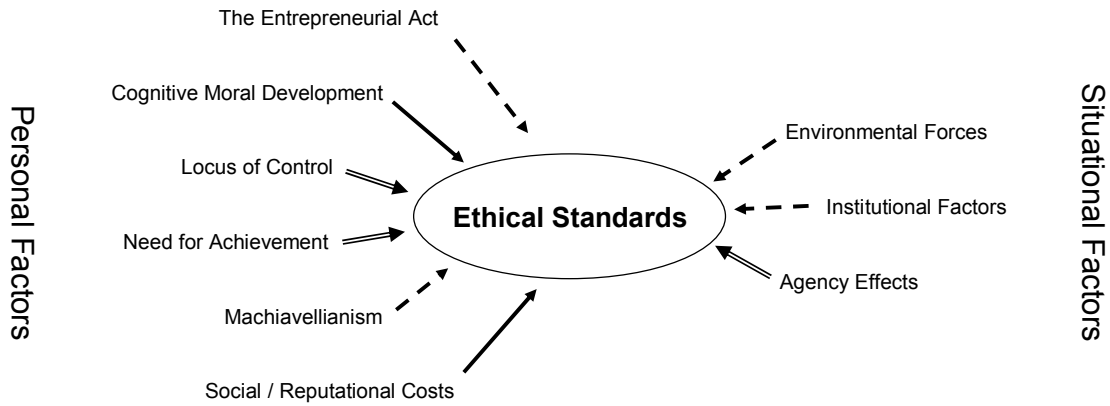 The Entrepreneurial Act
Cognitive Moral Development
Locus of Control
Need for Achievement
Machiavellianism
Social / Reputational Costs
Personal Factors
Ethical Standards
Environmental Forces
Institutional Factors
Agency Effects
Situational Factors